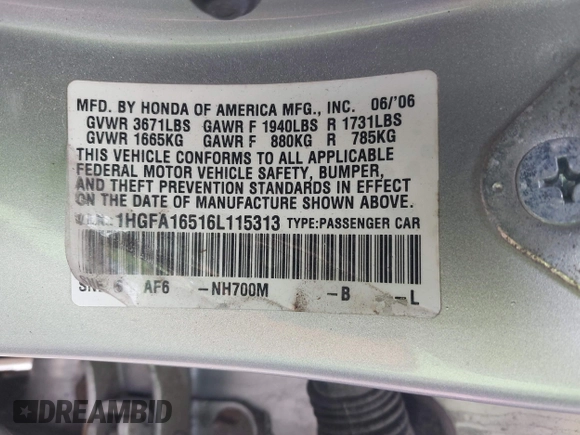 MFD. BY HONDA OF AMERICA MFG., INC. 06/'06
GVWR 3671LBS GAWR F 1940LBS R 1731LBS
GVWR 1665KG GAWR F 880KG R 785KG
THIS VEHICLE CONFORMS TO ALL APPLICABLE
FEDERAL MOTOR VEHICLE SAFETY, BUMPER,
AND THEFT PREVENTION STANDARDS IN EFFECT
ON THE DATE OF MANUFACTURE SHOWN ABOVE.
1HGFA16516L115313 TYPE:PASSENGER CAR
AF6 -NH700M -B -L
DREAMBID